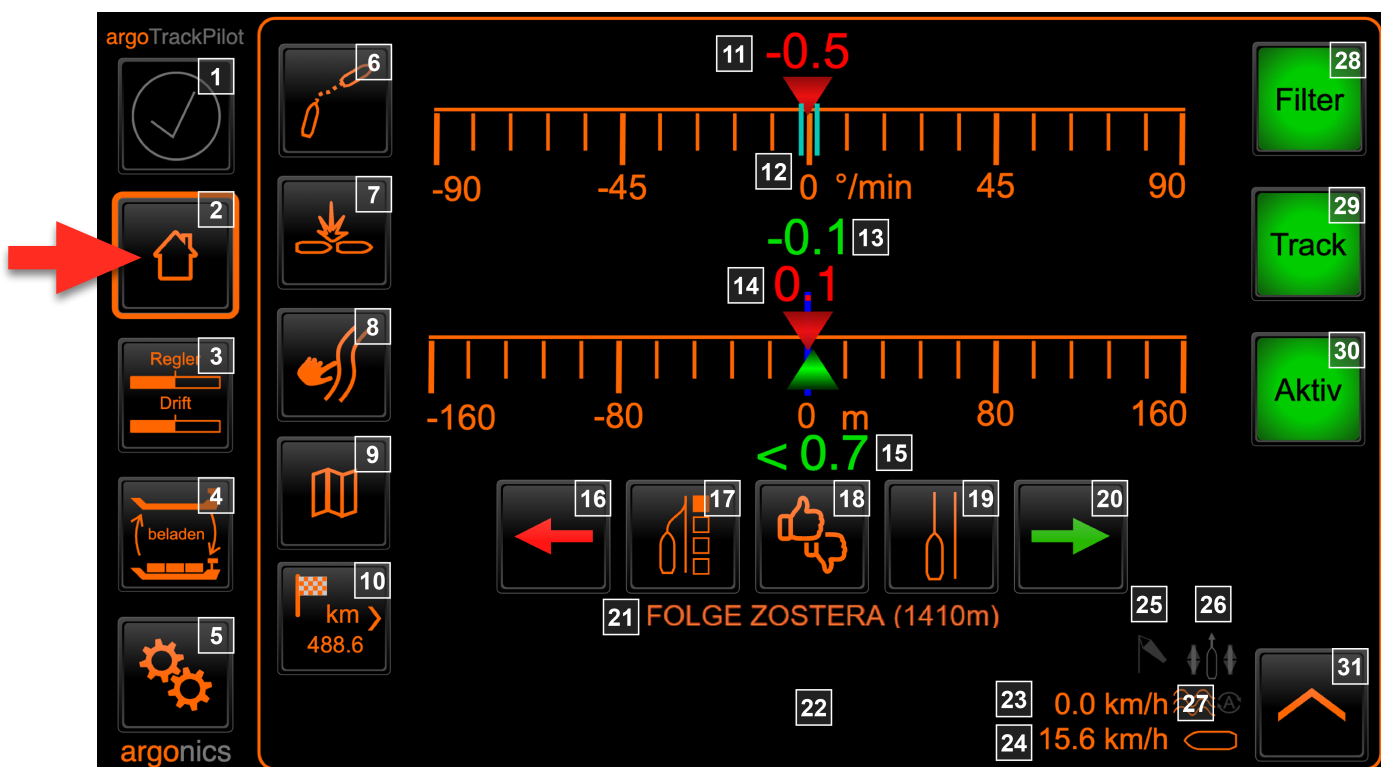 argoTrackPilot
1
2
Regler 3
Drift
4
beladen
5
argonics
6
7
8
9
10
km
488.6
11 -0.5
-90 -45 12 0 °/min 45 90
-0.1 13
14 0.1
-160 -80 0 m 80 160
< 0.7 15
16 17 18 19 20
21 FOLGE ZOSTERA (1410m)
22
25 26
23 0.0 km/h 27 A
24 15.6 km/h
28
Filter
29
Track
30
Aktiv
31